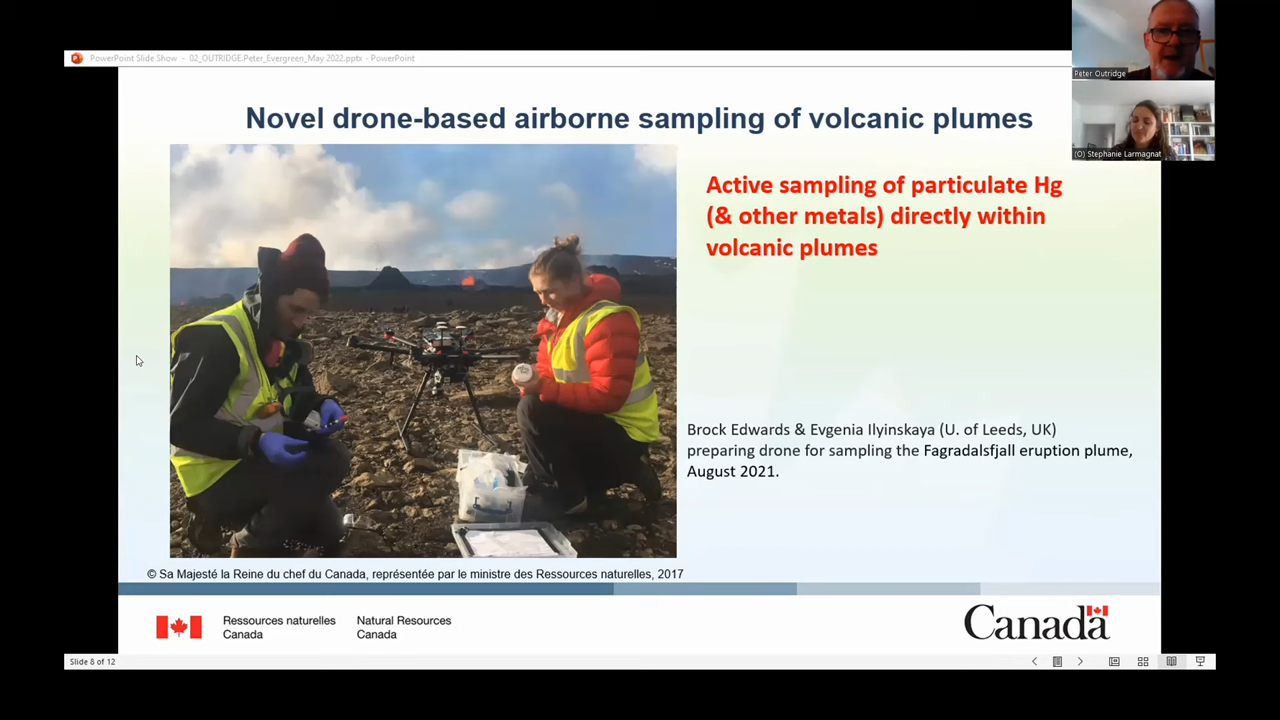 PowerPoint Slide Show - 02_OUTRIDGE.Peter_Evergreen_May 2022.pptx - PowerPoint
Peter Outridge
(O) Stephanie Larmagnat
Novel drone-based airborne sampling of volcanic plumes
Active sampling of particulate Hg
(& other metals) directly within
volcanic plumes
Brock Edwards & Evgenia Ilyinskaya (U. of Leeds, UK)
preparing drone for sampling the Fagradalsfjall eruption plume,
August 2021.
© Sa Majesté la Reine du chef du Canada, représentée par le ministre des Ressources naturelles, 2017
Ressources naturelles
Canada
Natural Resources
Canada
Canada
Slide 8 of 12